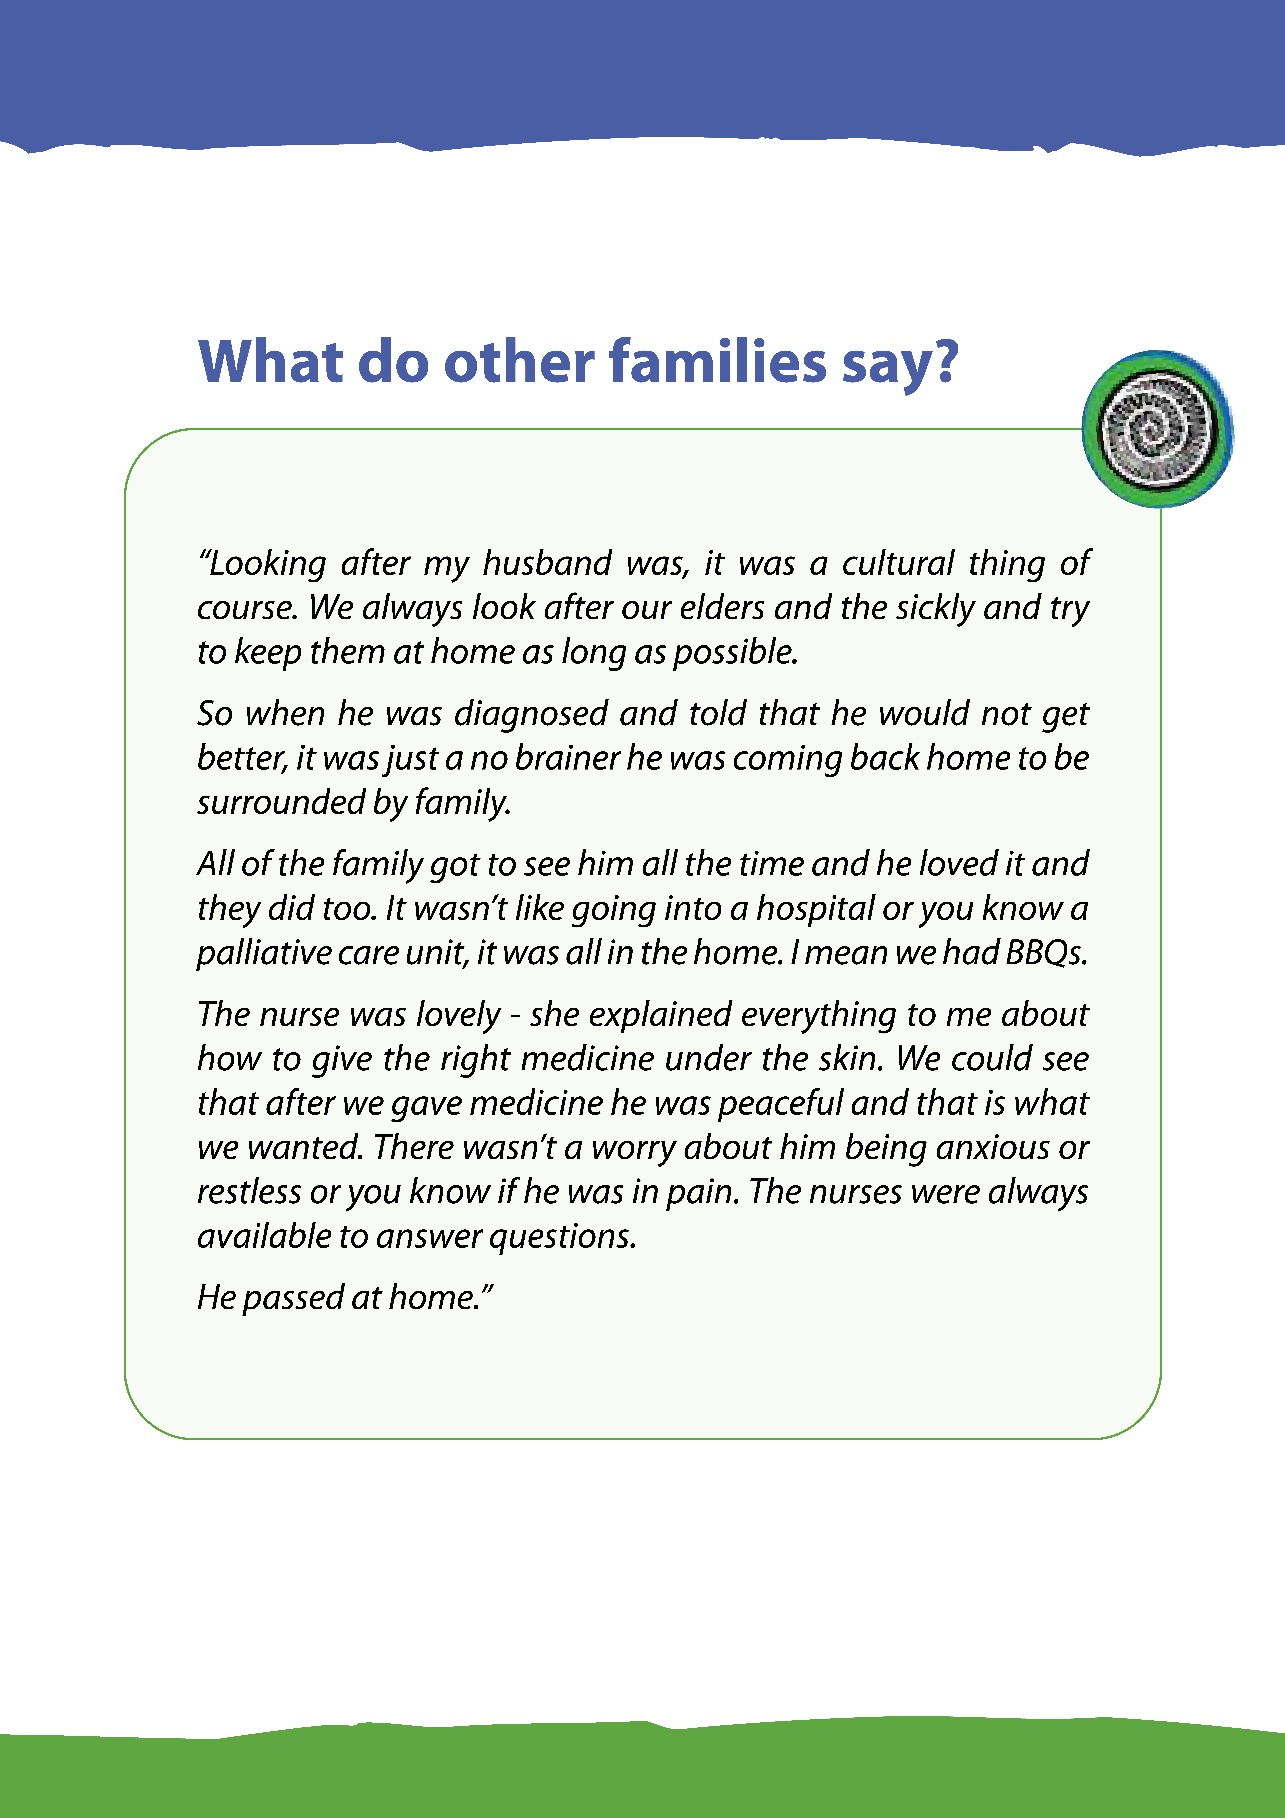 What do other families say?
“Looking after my husband was, it was a cultural thing of
course. We always look after our elders and the sickly and try
to keep them at home as long as possible.
So when he was diagnosed and told that he would not get
better, it was just a no brainer he was coming back home to be
surrounded by family.
All of the family got to see him all the time and he loved it and
they did too. It wasn’t like going into a hospital or you know a
palliative care unit, it was all in the home. I mean we had BBQs.
The nurse was lovely - she explained everything to me about
how to give the right medicine under the skin. We could see
that after we gave medicine he was peaceful and that is what
we wanted. There wasn’t a worry about him being anxious or
restless or you know if he was in pain. The nurses were always
available to answer questions.
He passed at home.”